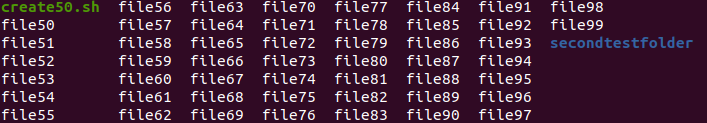 create50.sh file56 file63 file70 file77 file84 file91 file98
file50 file57 file64 file71 file78 file85 file92 file99
file51 file58 file65 file72 file79 file86 file93 secondtestfolder
file52 file59 file66 file73 file80 file87 file94
file53 file60 file67 file74 file81 file88 file95
file54 file61 file68 file75 file82 file89 file96
file55 file62 file69 file76 file83 file90 file97